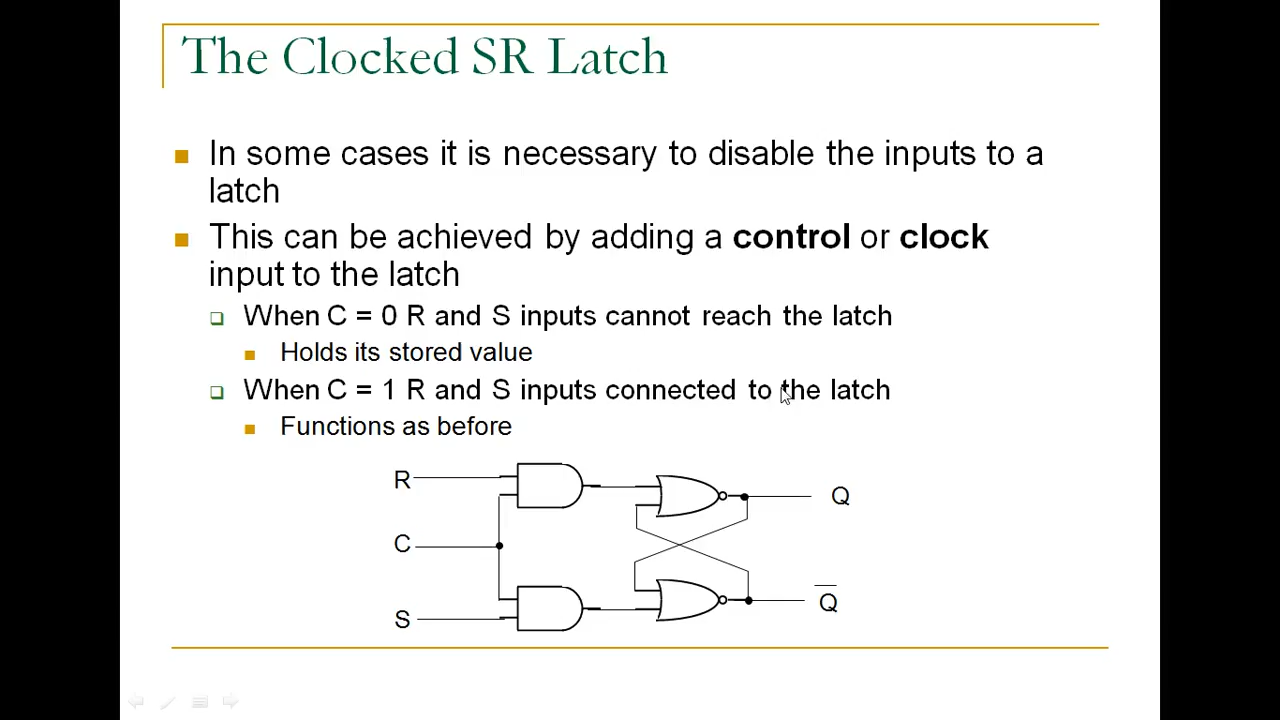 The Clocked SR Latch
In some cases it is necessary to disable the inputs to a
latch
This can be achieved by adding a control or clock
input to the latch
When C = 0 R and S inputs cannot reach the latch
Holds its stored value
When C = 1 R and S inputs connected to the latch
Functions as before
R
Q
C
S
Q̅